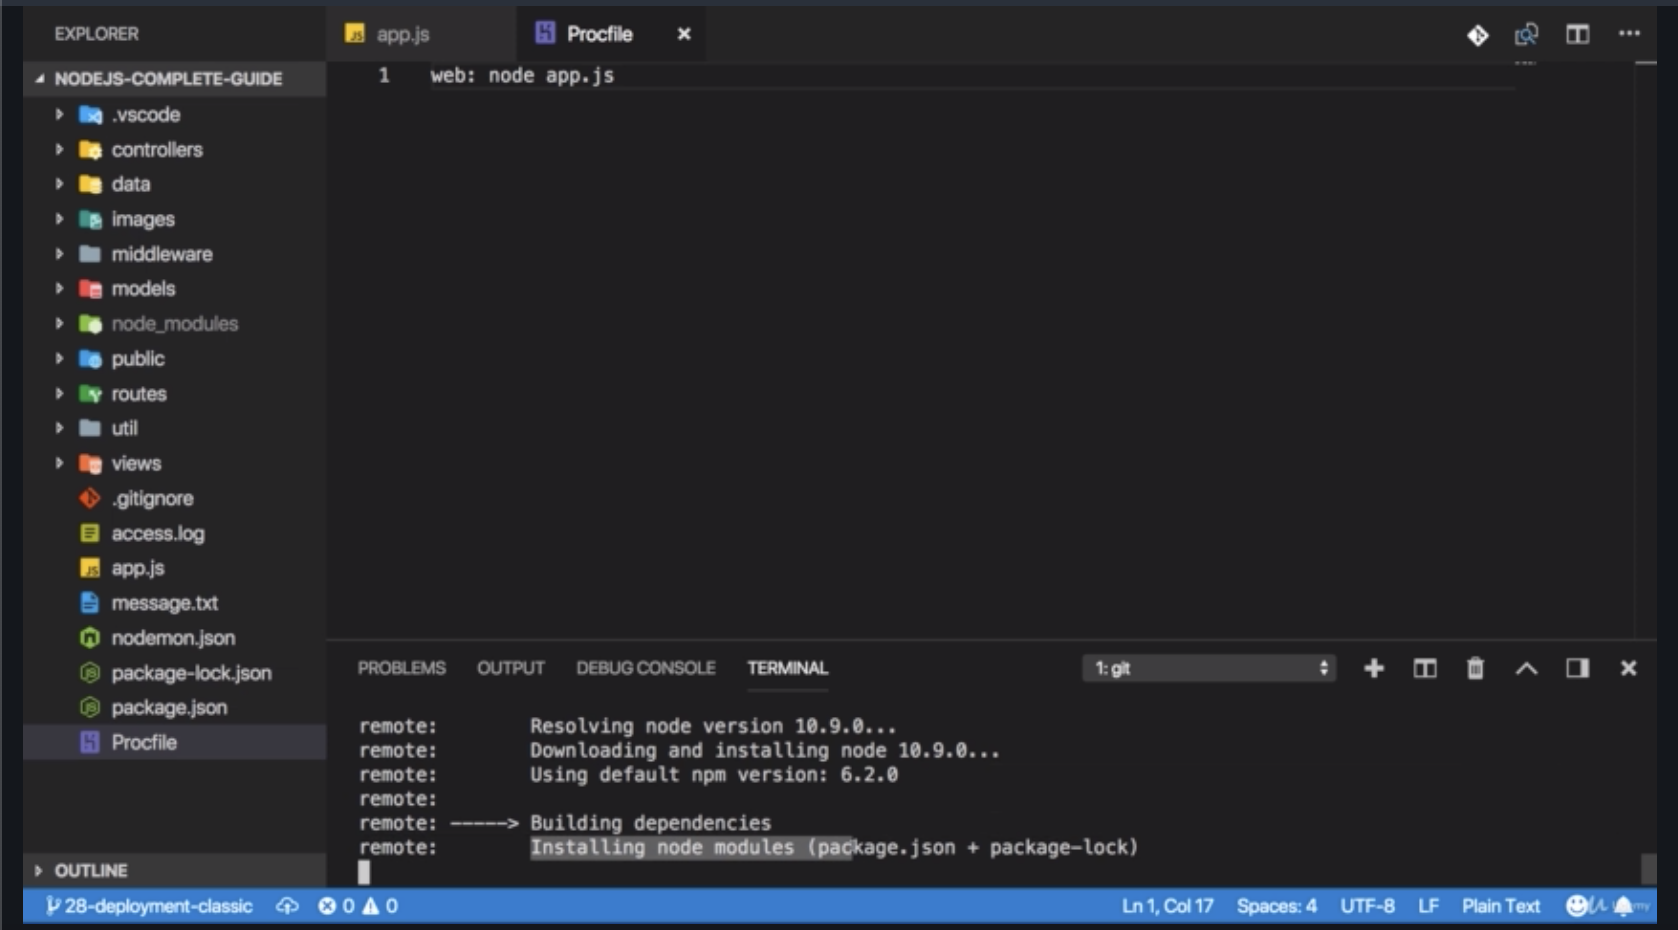 EXPLORER
NODEJS-COMPLETE-GUIDE
.vscode
controllers
data
images
middleware
models
node_modules
public
routes
util
views
.gitignore
access.log
app.js
message.txt
nodemon.json
package-lock.json
package.json
Procfile
OUTLINE
app.js Procfile
1 web: node app.js
PROBLEMS OUTPUT DEBUG CONSOLE TERMINAL 1: git
remote: Resolving node version 10.9.0...
remote: Downloading and installing node 10.9.0...
remote: Using default npm version: 6.2.0
remote:
remote: -----> Building dependencies
remote: Installing node modules (package.json + package-lock)
28-deployment-classic 0 0 Ln 1, Col 17 Spaces: 4 UTF-8 LF Plain Text